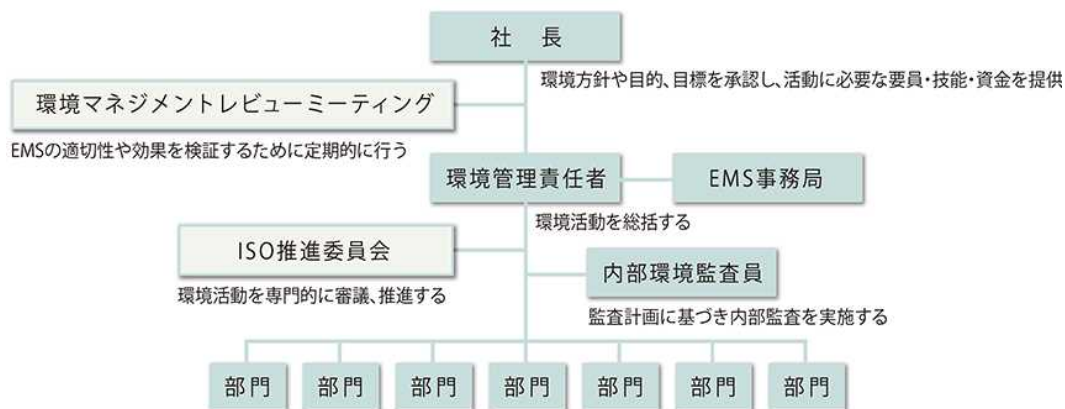 社　長
環境方針や目的、目標を承認し、活動に必要な要員・技能・資金を提供
環境マネジメントレビューミーティング
EMSの適切性や効果を検証するために定期的に行う
環境管理責任者
EMS事務局
環境活動を総括する
ISO推進委員会
環境活動を専門的に審議、推進する
内部環境監査員
監査計画に基づき内部監査を実施する
部門
部門
部門
部門
部門
部門
部門